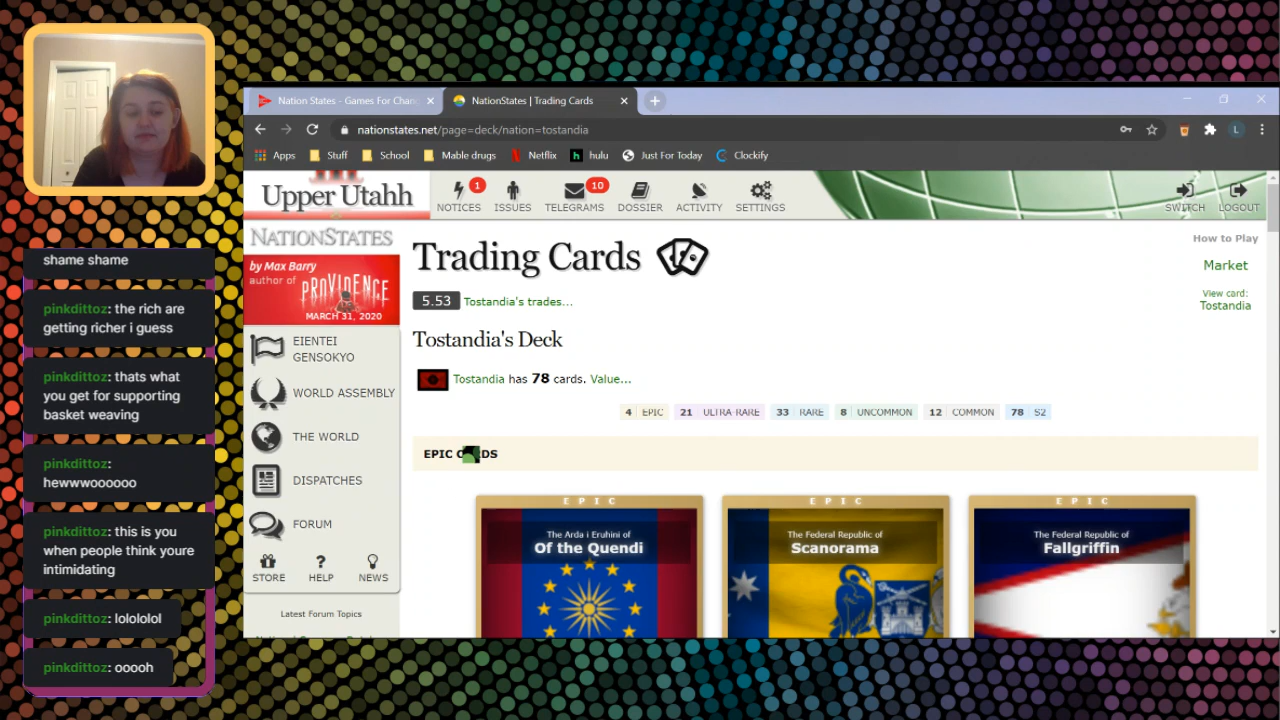 shame shame
pinkdittoz: the rich are
getting richer i guess
pinkdittoz: thats what
you get for supporting
basket weaving
pinkdittoz:
hewwwoooooo
pinkdittoz: this is you
when people think youre
intimidating
pinkdittoz: lolololol
pinkdittoz: ooooh
Nation States - Games For Chan
NationStates | Trading Cards
nationstates.net/page=deck/nation=tostandia
L
Apps Stuff School Mable drugs Netflix hulu Just For Today Clockify
Upper Utahh
1
NOTICES
ISSUES
10
TELEGRAMS
DOSSIER
ACTIVITY
SETTINGS
SWITCH
LOGOUT
NATIONSTATES
by Max Barry
author of
PROVIDENCE
MARCH 31, 2020
EIENTEI
GENSOKYO
WORLD ASSEMBLY
THE WORLD
DISPATCHES
FORUM
STORE HELP NEWS
Latest Forum Topics
Trading Cards
How to Play
Market
View card:
Tostandia
5.53 Tostandia's trades...
Tostandia's Deck
Tostandia has 78 cards. Value...
4 EPIC 21 ULTRA-RARE 33 RARE 8 UNCOMMON 12 COMMON 78 S2
EPIC
EPIC
The Arda i Eruhini of
Of the Quendi
EPIC
The Federal Republic of
Scanorama
EPIC
The Federal Republic of
Fallgriffin